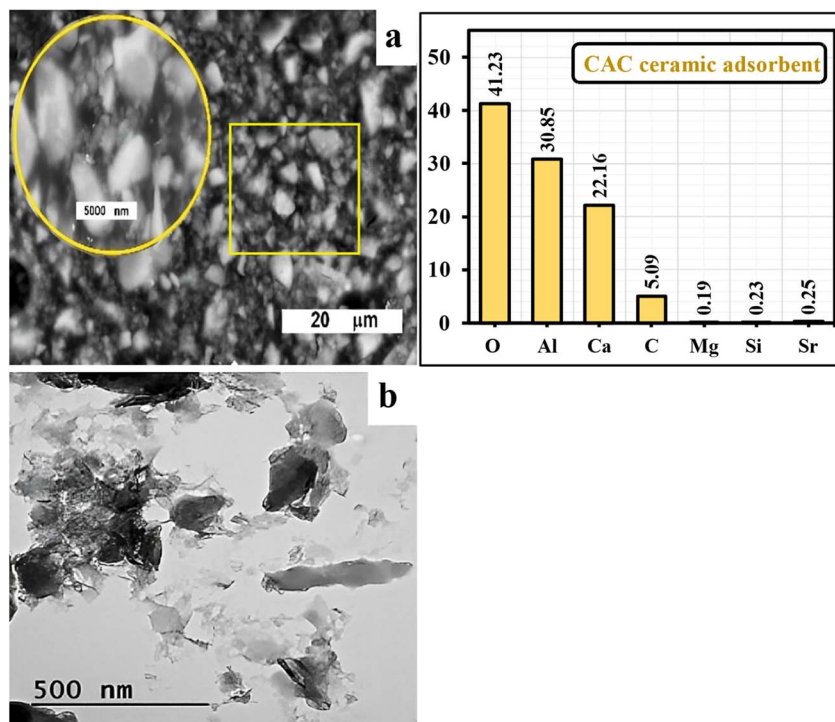 a
5000 nm
20 μm
CAC ceramic adsorbent
50
40
30
20
10
0
41.23
30.85
22.16
5.09
0.19
0.23
0.25
O Al Ca C Mg Si Sr
b
500 nm